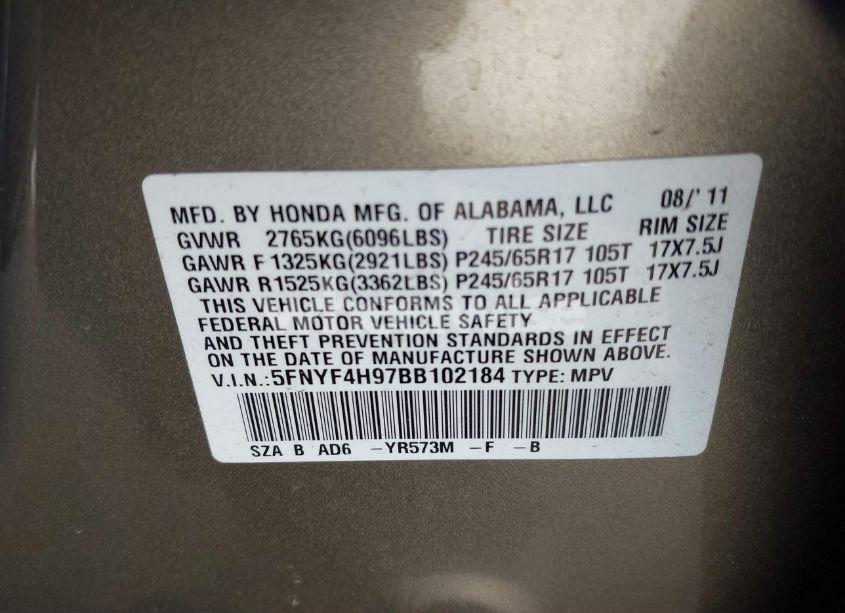 MFD. BY HONDA MFG. OF ALABAMA, LLC 08/' 11
GVWR 2765KG(6096LBS) TIRE SIZE RIM SIZE
GAWR F 1325KG(2921LBS) P245/65R17 105T 17X7.5J
GAWR R1525KG(3362LBS) P245/65R17 105T 17X7.5J
THIS VEHICLE CONFORMS TO ALL APPLICABLE
FEDERAL MOTOR VEHICLE SAFETY
AND THEFT PREVENTION STANDARDS IN EFFECT
ON THE DATE OF MANUFACTURE SHOWN ABOVE.
V.I.N.:5FNYF4H97BB102184 TYPE: MPV
SZA B AD6 -YR573M -F -B